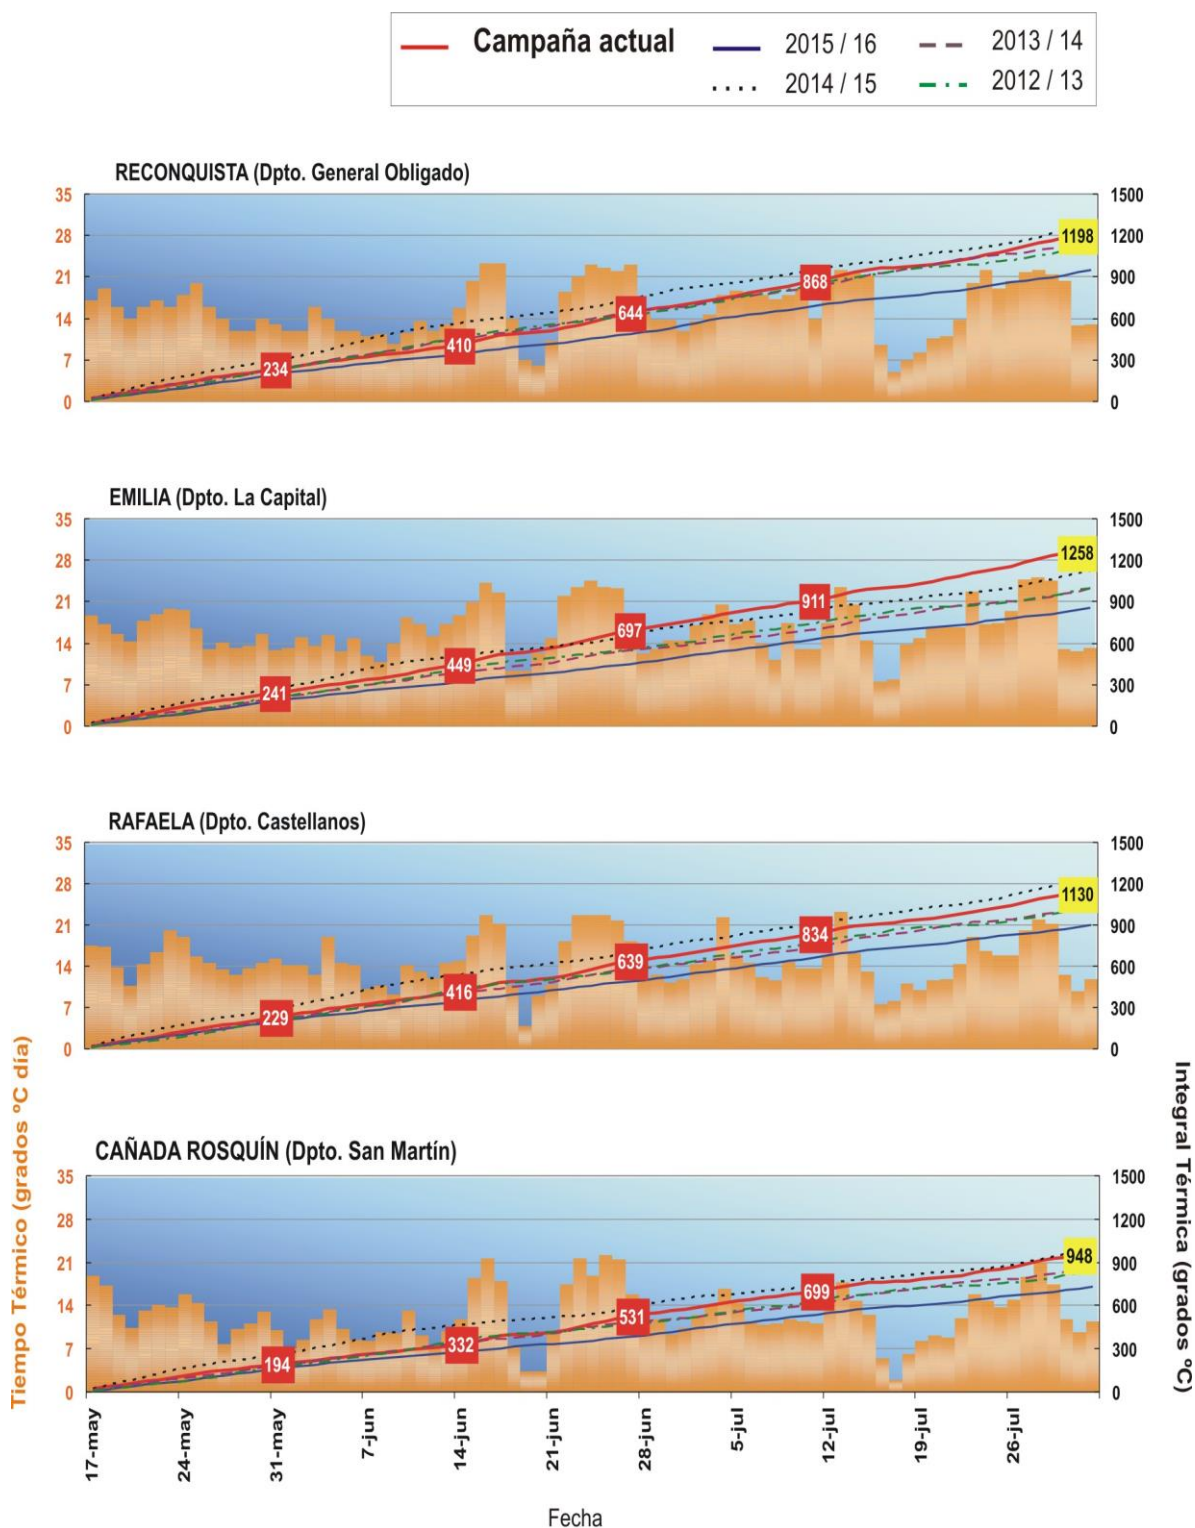 Campaña actual
2015 / 16
2013 / 14
2014 / 15
2012 / 13
RECONQUISTA (Dpto. General Obligado)
35
28
21
14
7
0
1500
1200
900
600
300
0
234
410
644
868
1198
EMILIA (Dpto. La Capital)
35
28
21
14
7
0
1500
1200
900
600
300
0
241
449
697
911
1258
RAFAELA (Dpto. Castellanos)
35
28
21
14
7
0
1500
1200
900
600
300
0
229
416
639
834
1130
CAÑADA ROSQUÍN (Dpto. San Martín)
35
28
21
14
7
0
1500
1200
900
600
300
0
194
332
531
699
948
Tiempo Térmico (grados ºC día)
Integral Térmica (grados ºC)
17-may
24-may
31-may
7-jun
14-jun
21-jun
28-jun
5-jul
12-jul
19-jul
26-jul
Fecha